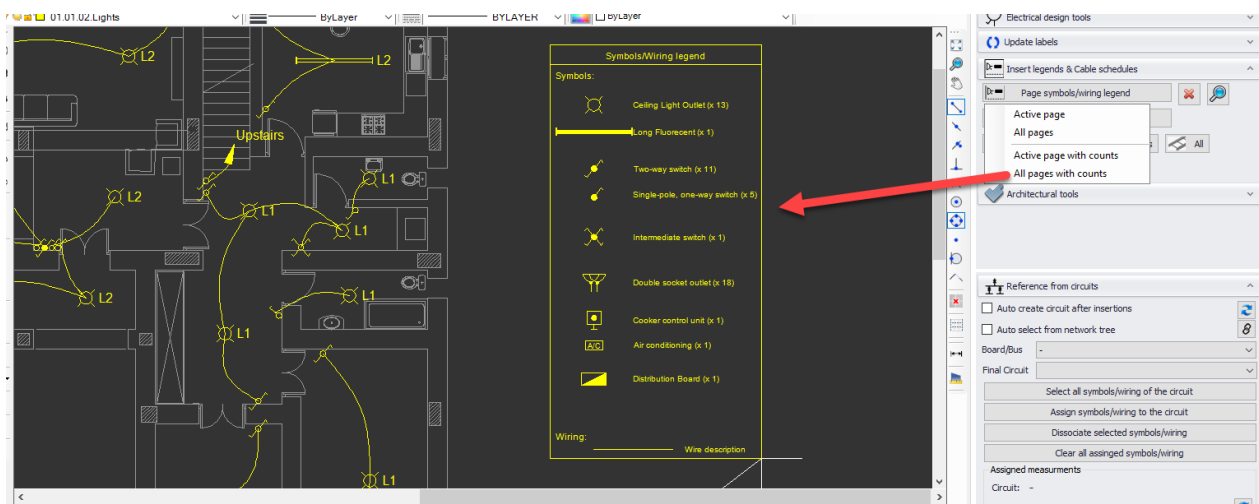 01.01.02.Lights
ByLayer
BYLAYER
ByLayer
L2
L2
Upstairs
L1
L2
L1
L1
L2
L1
L1
L1
Symbols/Wiring legend
Symbols:
Ceiling Light Outlet (x 13)
Long Fluorecent (x 1)
Two-way switch (x 11)
Single-pole, one-way switch (x 5)
Intermediate switch (x 1)
Double socket outlet (x 18)
Cooker control unit (x 1)
A/C Air conditioning (x 1)
Distribution Board (x 1)
Wiring:
Wire description
Electrical design tools
Update labels
Insert legends & Cable schedules
Page symbols/wiring legend
Active page
All pages
Active page with counts
All pages with counts
All
Architectural tools
Reference from circuits
Auto create circuit after insertions
Auto select from network tree
Board/Bus -
Final Circuit
Select all symbols/wiring of the circuit
Assign symbols/wiring to the circuit
Dissociate selected symbols/wiring
Clear all assinged symbols/wiring
Assigned measurments
Circuit: -